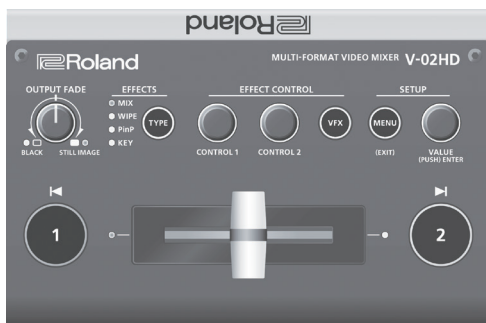 Roland
Roland
MULTI-FORMAT VIDEO MIXER V-02HD
OUTPUT FADE
EFFECTS
EFFECT CONTROL
SETUP
MIX
WIPE
PinP
KEY
TYPE
VFX
MENU
BLACK
STILL IMAGE
CONTROL 1
CONTROL 2
(EXIT)
VALUE
(PUSH) ENTER
1
2